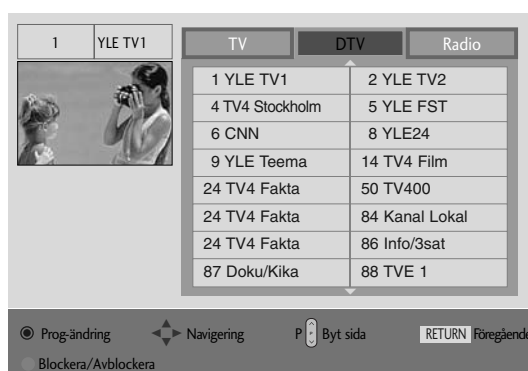 1 YLE TV1
TV DTV Radio
1 YLE TV1 2 YLE TV2
4 TV4 Stockholm 5 YLE FST
6 CNN 8 YLE24
9 YLE Teema 14 TV4 Film
24 TV4 Fakta 50 TV400
24 TV4 Fakta 84 Kanal Lokal
24 TV4 Fakta 86 Info/3sat
87 Doku/Kika 88 TVE 1
Prog-ändring Navigering P Byt sida RETURN Föregående
Blockera/Avblockera